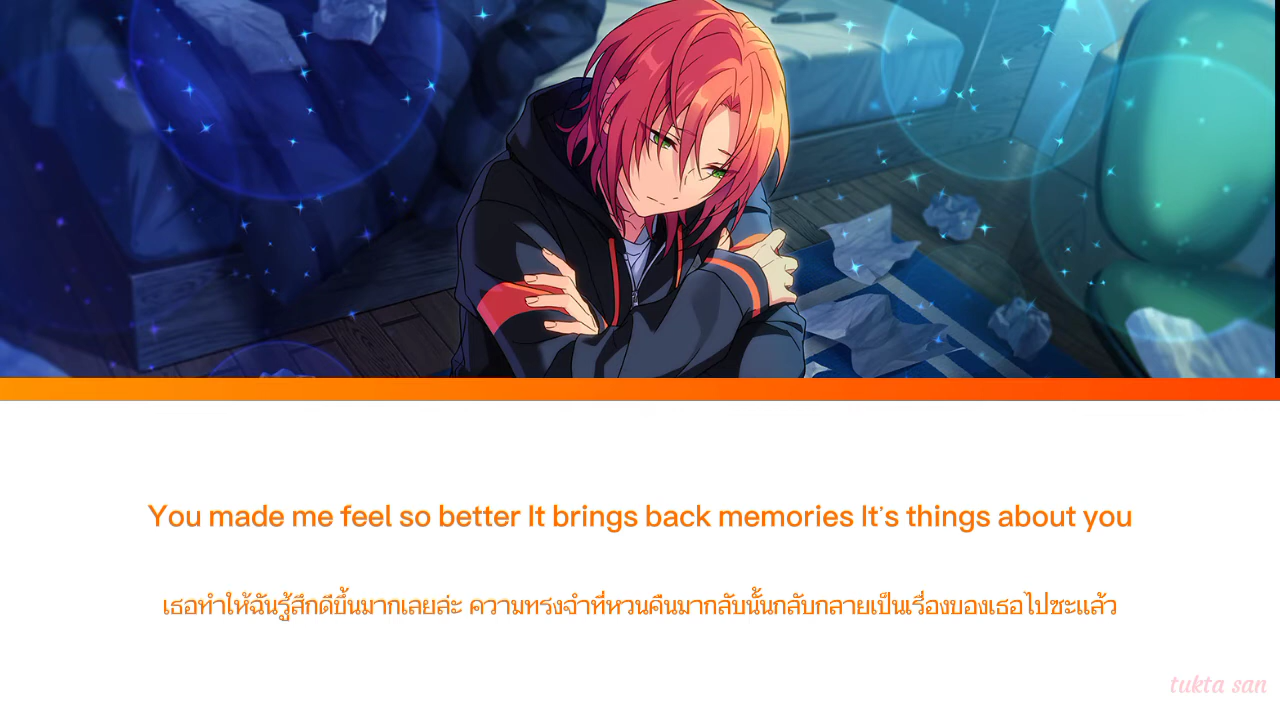 You made me feel so better It brings back memories It's things about you
เธอทำให้ฉันรู้สึกดีขึ้นมากเลยล่ะ ความทรงจำที่หวนคืนมากลับนั้นกลับกลายเป็นเรื่องของเธอไปซะแล้ว
tukta san